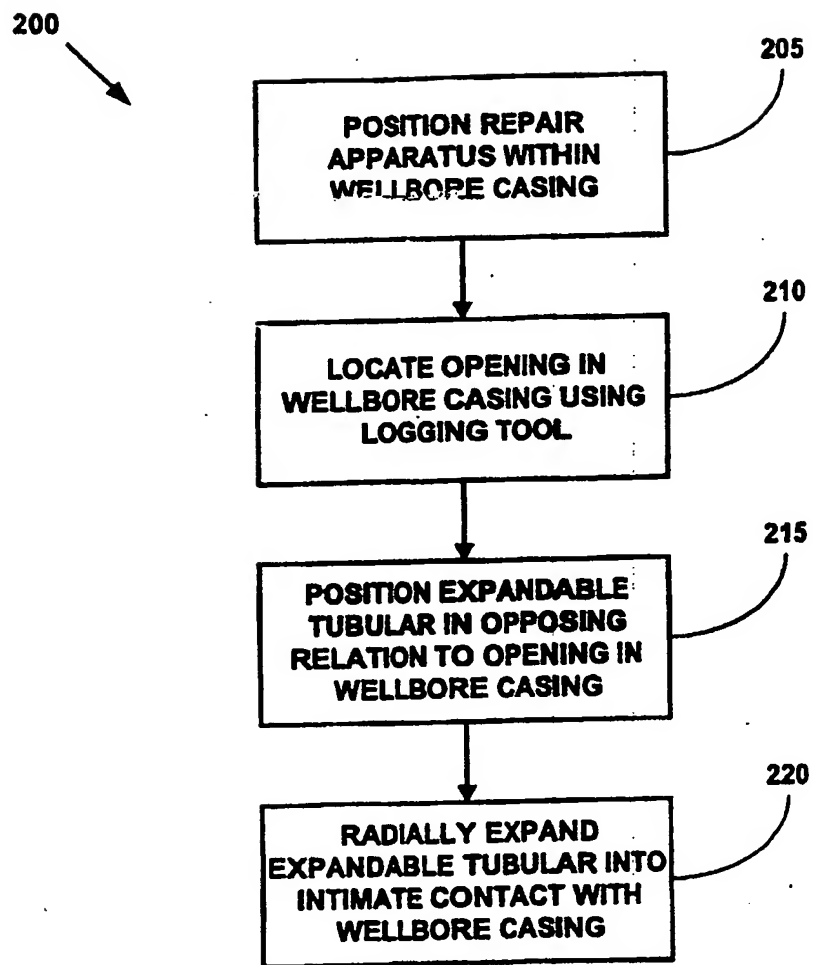 200
205
POSITION REPAIR
APPARATUS WITHIN
WELLBORE CASING
210
LOCATE OPENING IN
WELLBORE CASING USING
LOGGING TOOL
215
POSITION EXPANDABLE
TUBULAR IN OPPOSING
RELATION TO OPENING IN
WELLBORE CASING
220
RADIALLY EXPAND
EXPANDABLE TUBULAR INTO
INTIMATE CONTACT WITH
WELLBORE CASING